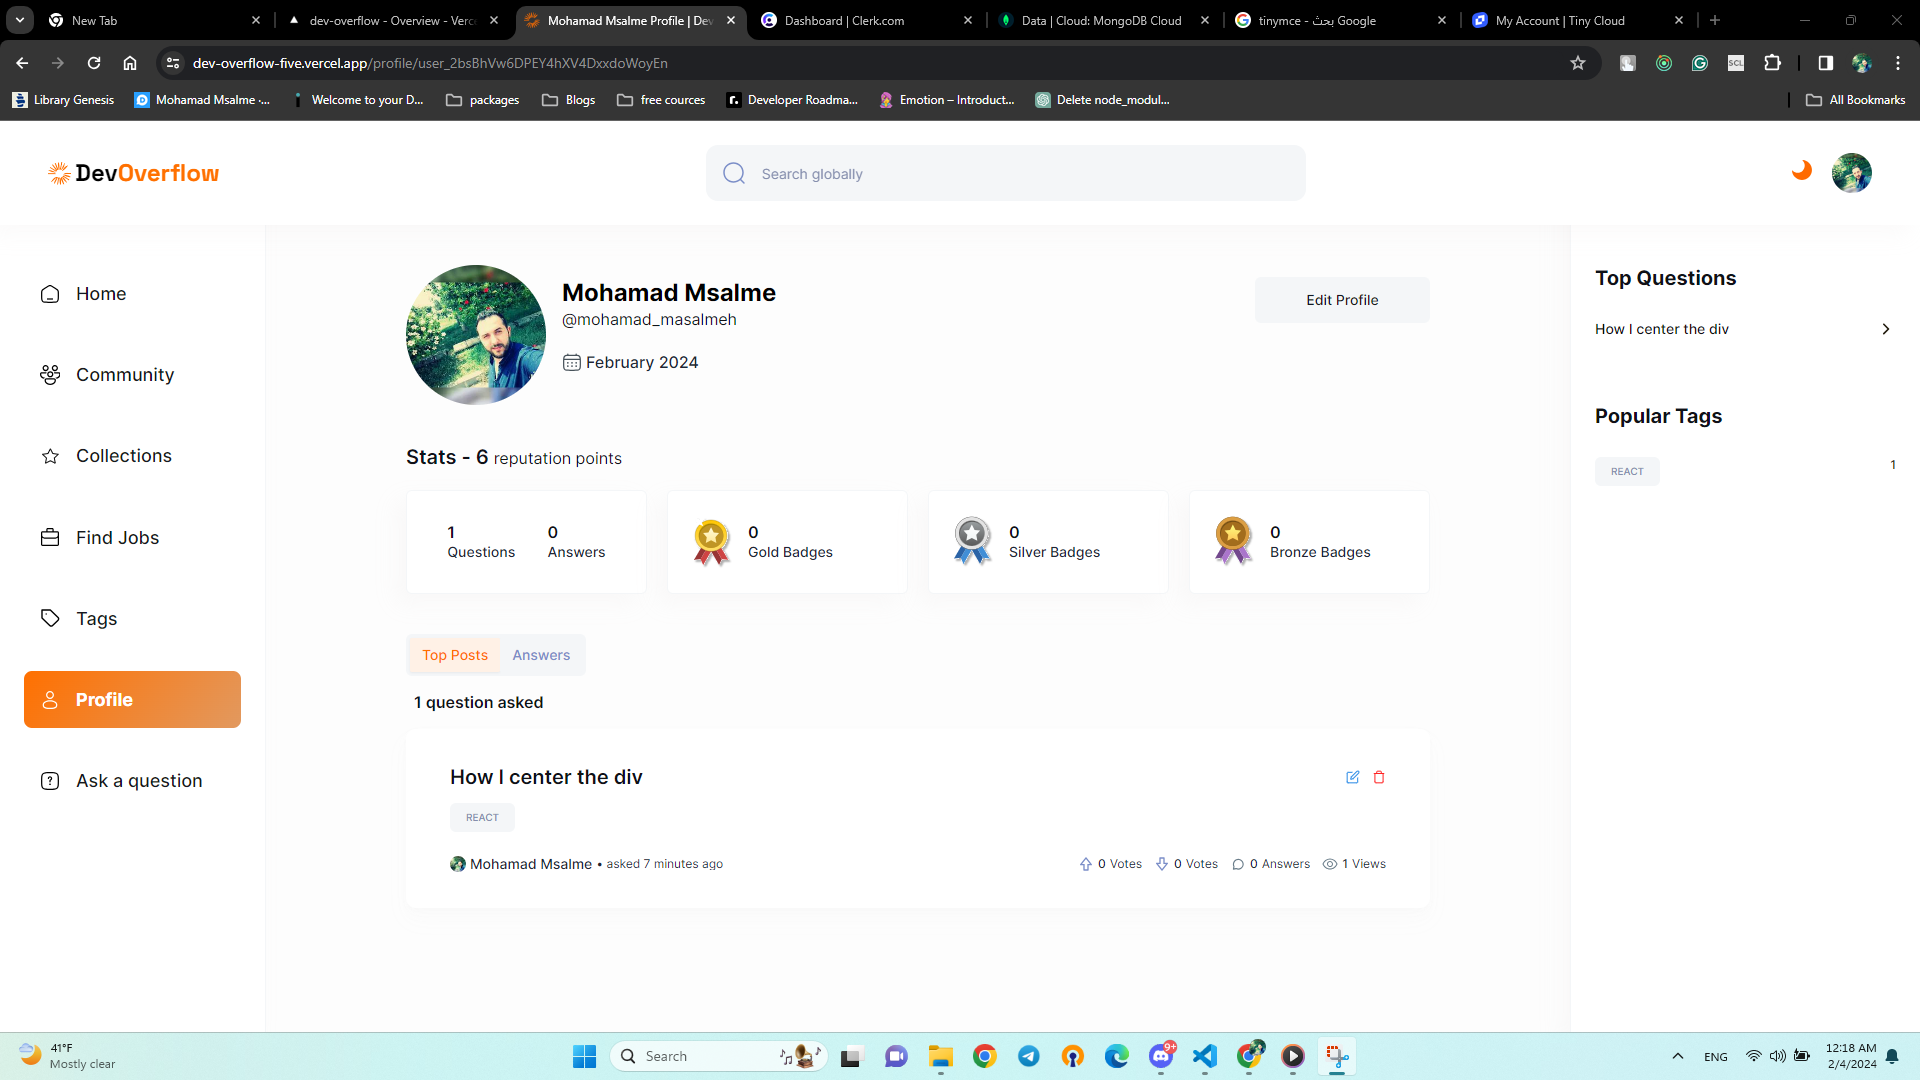 New Tab
dev-overflow - Overview - Verce
Mohamad Msalme Profile | Dev
Dashboard | Clerk.com
Data | Cloud: MongoDB Cloud
tinymce - بحث Google
My Account | Tiny Cloud
dev-overflow-five.vercel.app/profile/user_2bsBhVw6DPEY4hXV4DxxdoWoyEn
SCL
Library Genesis
Mohamad Msalme -...
Welcome to your D...
packages
Blogs
free cources
Developer Roadma...
Emotion – Introduct...
Delete node_modul...
All Bookmarks
DevOverflow
Search globally
Home
Community
Collections
Find Jobs
Tags
Profile
Ask a question
Mohamad Msalme
@mohamad_masalmeh
February 2024
Edit Profile
Stats - 6 reputation points
1
Questions
0
Answers
0
Gold Badges
0
Silver Badges
0
Bronze Badges
Top Posts
Answers
1 question asked
How I center the div
REACT
Mohamad Msalme • asked 7 minutes ago
0 Votes
0 Votes
0 Answers
1 Views
Top Questions
How I center the div
Popular Tags
REACT
1
41°F
Mostly clear
Search
9+
ENG
12:18 AM
2/4/2024